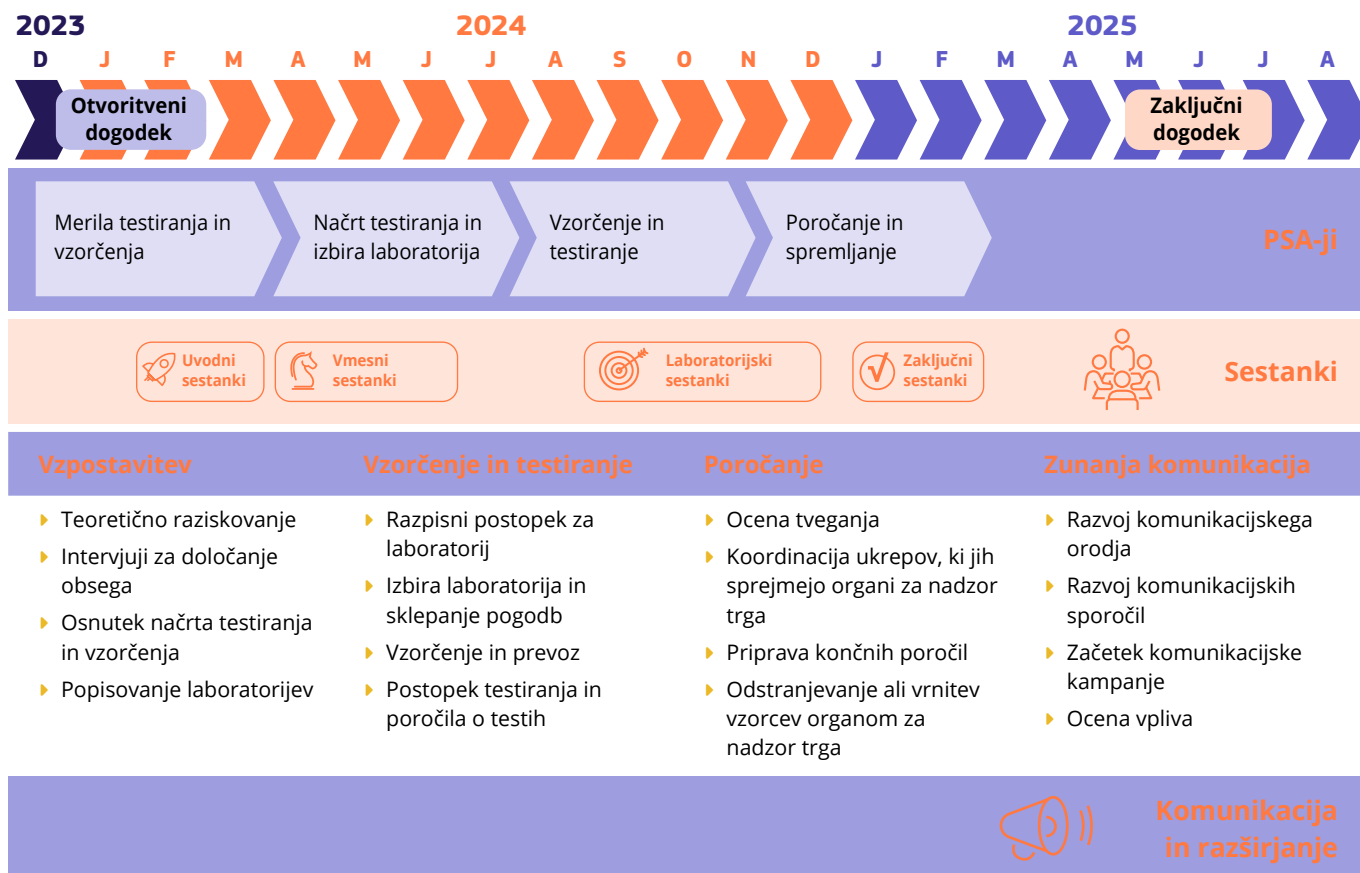 2023
2024
2025
D J F M A M J J A S O N D J F M A M J J A
Otvoritveni
dogodek
Zaključni
dogodek
Merila testiranja in
vzorčenja
Načrt testiranja in
izbira laboratorija
Vzorčenje in
testiranje
Poročanje in
spremljanje
PSA-ji
Uvodni
sestanki
Vmesni
sestanki
Laboratorijski
sestanki
Zaključni
sestanki
Sestanki
Vzpostavitev
Teoretično raziskovanje
Intervjuji za določanje
obsega
Osnutek načrta testiranja
in vzorčenja
Popisovanje laboratorijev
Vzorčenje in testiranje
Razpisni postopek za
laboratorij
Izbira laboratorija in
sklepanje pogodb
Vzorčenje in prevoz
Postopek testiranja in
poročila o testih
Poročanje
Ocena tveganja
Koordinacija ukrepov, ki jih
sprejmejo organi za nadzor
trga
Priprava končnih poročil
Odstranjevanje ali vrnitev
vzorcev organom za
nadzor trga
Zunanja komunikacija
Razvoj komunikacijskega
orodja
Razvoj komunikacijskih
sporočil
Začetek komunikacijske
kampanje
Ocena vpliva
Komunikacija
in razširjanje